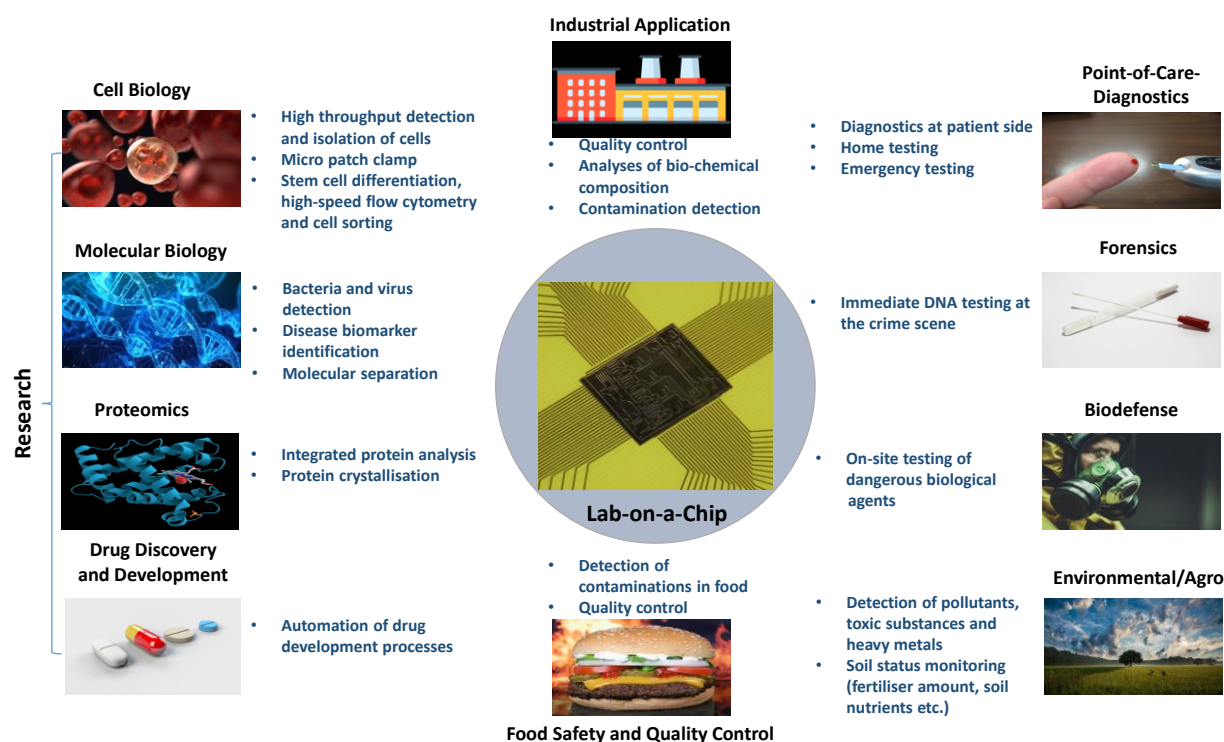 Industrial Application
• Quality control
• Analyses of bio-chemical
composition
• Contamination detection
Cell Biology
• High throughput detection
and isolation of cells
• Micro patch clamp
• Stem cell differentiation,
high-speed flow cytometry
and cell sorting
Molecular Biology
• Bacteria and virus
detection
• Disease biomarker
identification
• Molecular separation
Research
Proteomics
• Integrated protein analysis
• Protein crystallisation
Drug Discovery
and Development
• Automation of drug
development processes
Lab-on-a-Chip
• Detection of
contaminations in food
• Quality control
Food Safety and Quality Control
Point-of-Care-
Diagnostics
• Diagnostics at patient side
• Home testing
• Emergency testing
Forensics
• Immediate DNA testing at
the crime scene
Biodefense
• On-site testing of
dangerous biological
agents
Environmental/Agro
• Detection of pollutants,
toxic substances and
heavy metals
• Soil status monitoring
(fertiliser amount, soil
nutrients etc.)